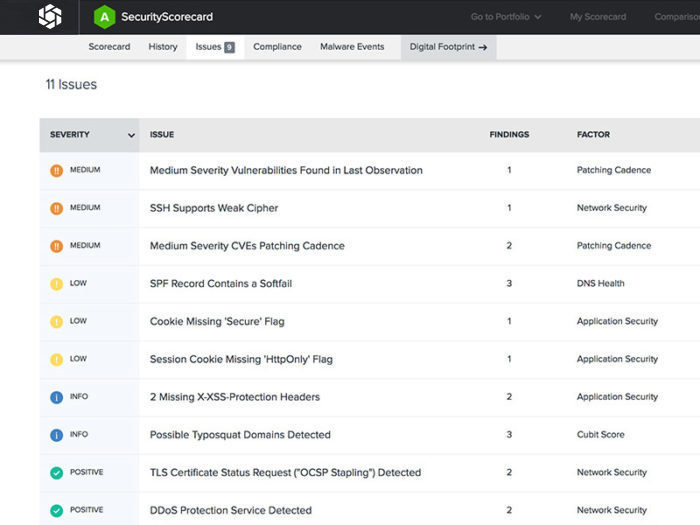 A SecurityScorecard Go to Portfolio My Scorecard
Scorecard History Issues 9 Compliance Malware Events Digital Footprint →
11 Issues
SEVERITY ISSUE FINDINGS FACTOR
!! MEDIUM Medium Severity Vulnerabilities Found in Last Observation 1 Patching Cadence
!! MEDIUM SSH Supports Weak Cipher 1 Network Security
!! MEDIUM Medium Severity CVEs Patching Cadence 2 Patching Cadence
! LOW SPF Record Contains a Softfail 3 DNS Health
! LOW Cookie Missing 'Secure' Flag 1 Application Security
! LOW Session Cookie Missing 'HttpOnly' Flag 1 Application Security
i INFO 2 Missing X-XSS-Protection Headers 2 Application Security
i INFO Possible Typosquat Domains Detected 3 Cubit Score
POSITIVE TLS Certificate Status Request ("OCSP Stapling") Detected 2 Network Security
POSITIVE DDoS Protection Service Detected 2 Network Security